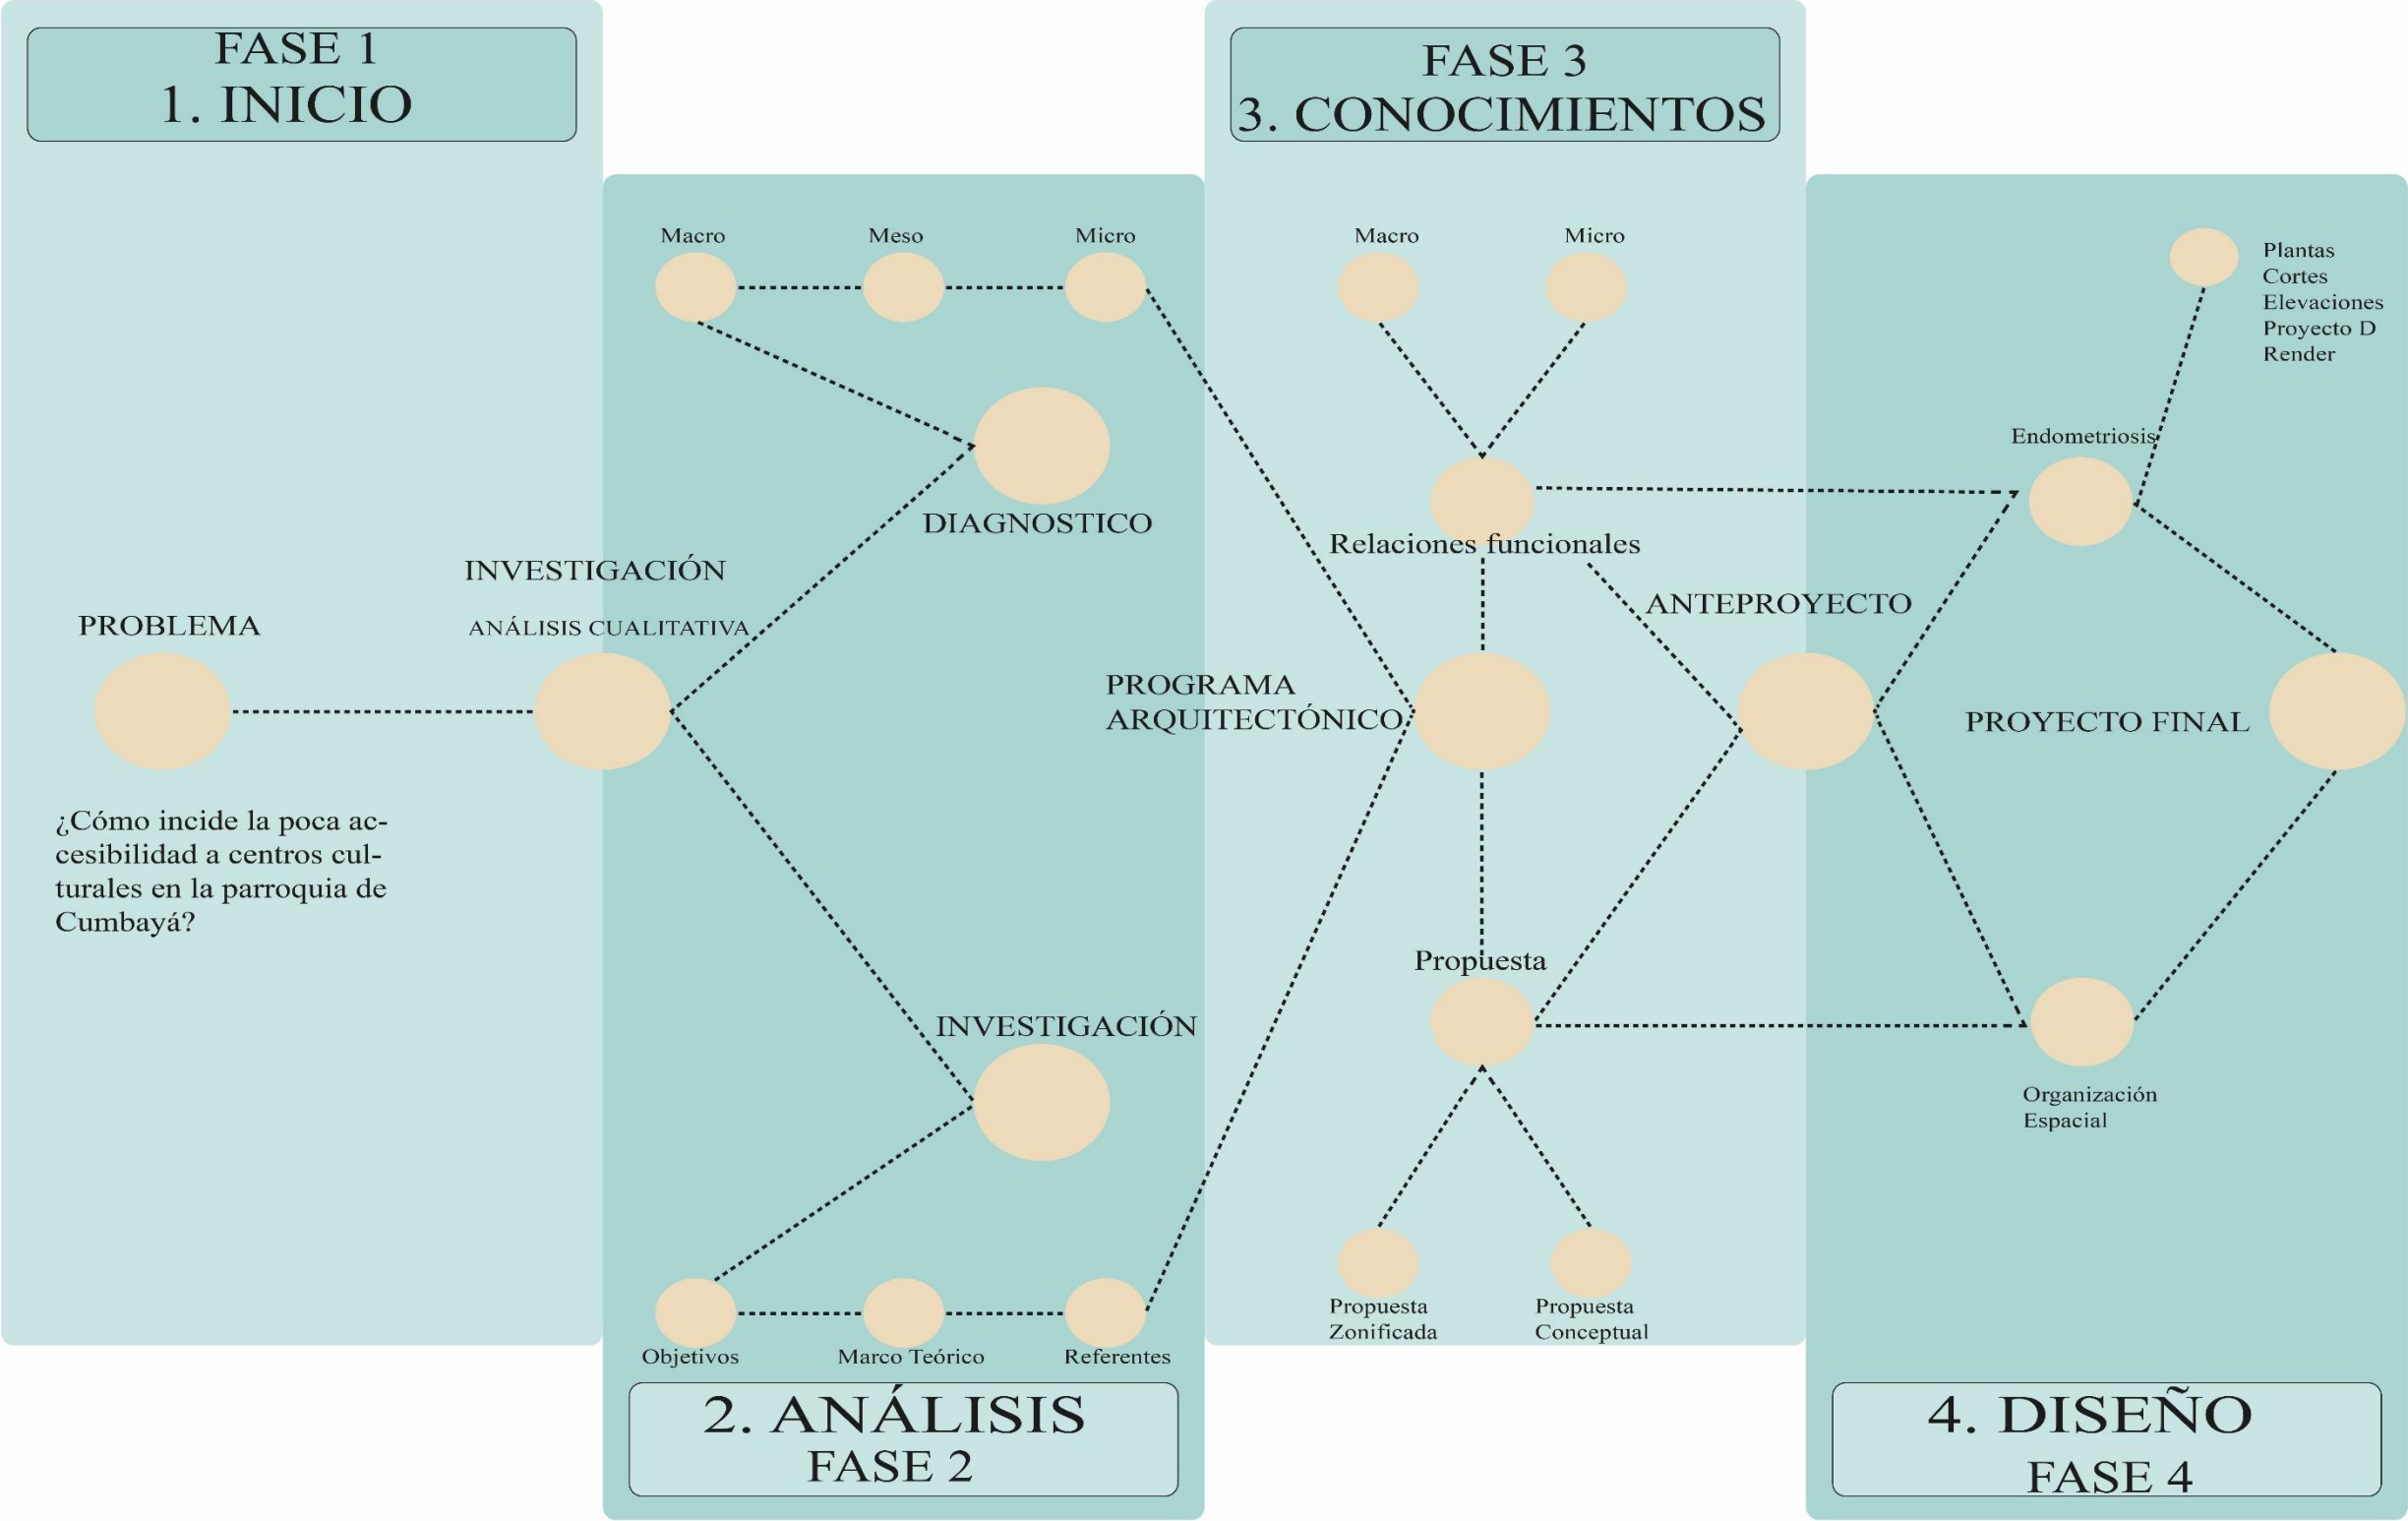 FASE 1
1. INICIO
PROBLEMA
¿Cómo incide la poca ac-
cesibilidad a centros cul-
turales en la parroquia de
Cumbayá?
INVESTIGACIÓN
ANÁLISIS CUALITATIVA
Macro
Meso
Micro
DIAGNOSTICO
INVESTIGACIÓN
Objetivos
Marco Teórico
Referentes
2. ANÁLISIS
FASE 2
FASE 3
3. CONOCIMIENTOS
Macro
Micro
Relaciones funcionales
ANTEPROYECTO
PROGRAMA
ARQUITECTÓNICO
Propuesta
Propuesta
Zonificada
Propuesta
Conceptual
Plantas
Cortes
Elevaciones
Proyecto D
Render
Endometriosis
PROYECTO FINAL
Organización
Espacial
4. DISEÑO
FASE 4